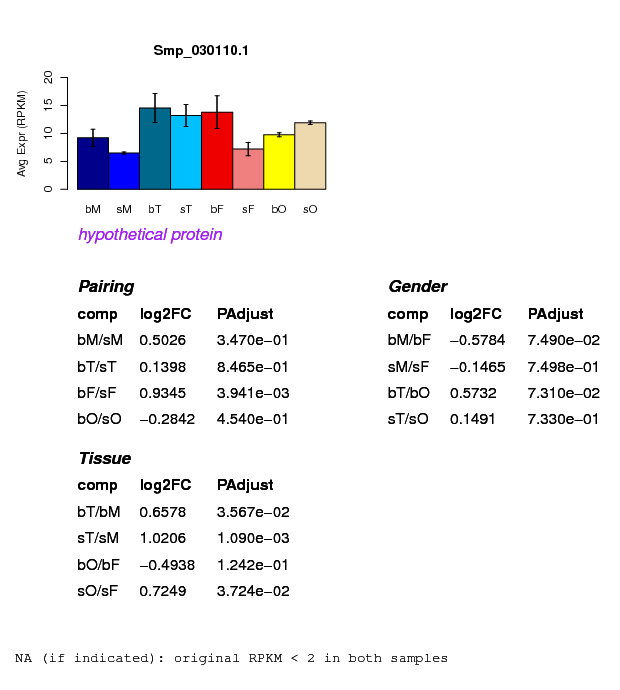 Smp_030110.1
20
15
10
5
0
Avg Expr (RPKM)
bM sM bT sT bF sF bO sO
hypothetical protein
Pairing
comp log2FC PAdjust
bM/sM 0.5026 3.470e−01
bT/sT 0.1398 8.465e−01
bF/sF 0.9345 3.941e−03
bO/sO −0.2842 4.540e−01
Gender
comp log2FC PAdjust
bM/bF −0.5784 7.490e−02
sM/sF −0.1465 7.498e−01
bT/bO 0.5732 7.310e−02
sT/sO 0.1491 7.330e−01
Tissue
comp log2FC PAdjust
bT/bM 0.6578 3.567e−02
sT/sM 1.0206 1.090e−03
bO/bF −0.4938 1.242e−01
sO/sF 0.7249 3.724e−02
NA (if indicated): original RPKM < 2 in both samples